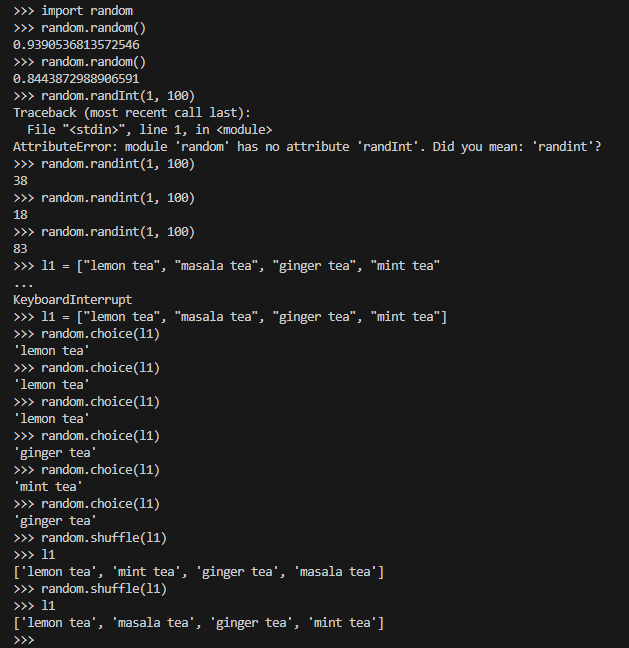 >>> import random
>>> random.random()
0.9390536813572546
>>> random.random()
0.8443872988906591
>>> random.randInt(1, 100)
Traceback (most recent call last):
  File "<stdin>", line 1, in <module>
AttributeError: module 'random' has no attribute 'randInt'. Did you mean: 'randint'?
>>> random.randint(1, 100)
38
>>> random.randint(1, 100)
18
>>> random.randint(1, 100)
83
>>> l1 = ["lemon tea", "masala tea", "ginger tea", "mint tea"
...
KeyboardInterrupt
>>> l1 = ["lemon tea", "masala tea", "ginger tea", "mint tea"]
>>> random.choice(l1)
'lemon tea'
>>> random.choice(l1)
'lemon tea'
>>> random.choice(l1)
'lemon tea'
>>> random.choice(l1)
'ginger tea'
>>> random.choice(l1)
'mint tea'
>>> random.choice(l1)
'ginger tea'
>>> random.shuffle(l1)
>>> l1
['lemon tea', 'mint tea', 'ginger tea', 'masala tea']
>>> random.shuffle(l1)
>>> l1
['lemon tea', 'masala tea', 'ginger tea', 'mint tea']
>>>